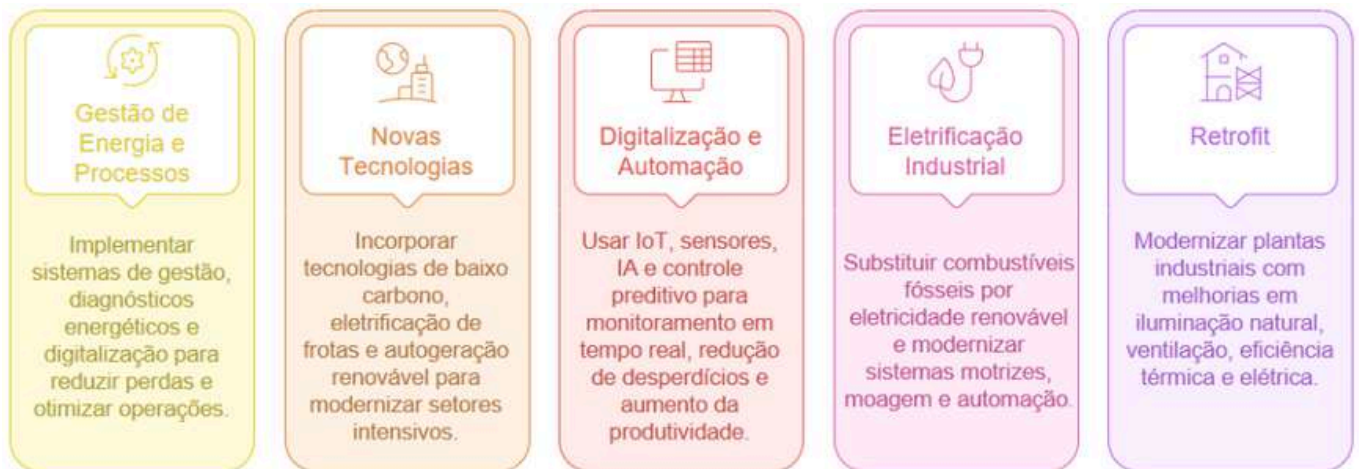 Gestão de
Energia e
Processos
Implementar
sistemas de gestão,
diagnósticos
energéticos e
digitalização para
reduzir perdas e
otimizar operações.
Novas
Tecnologias
Incorporar
tecnologias de baixo
carbono,
eletrificação de
frotas e autogeração
renovável para
modernizar setores
intensivos.
Digitalização e
Automação
Usar IoT, sensores,
IA e controle
preditivo para
monitoramento em
tempo real, redução
de desperdícios e
aumento da
produtividade.
Eletrificação
Industrial
Substituir combustíveis
fósseis por
eletricidade renovável
e modernizar
sistemas motrizes,
moagem e automação.
Retrofit
Modernizar plantas
industriais com
melhorias em
iluminação natural,
ventilação, eficiência
térmica e elétrica.